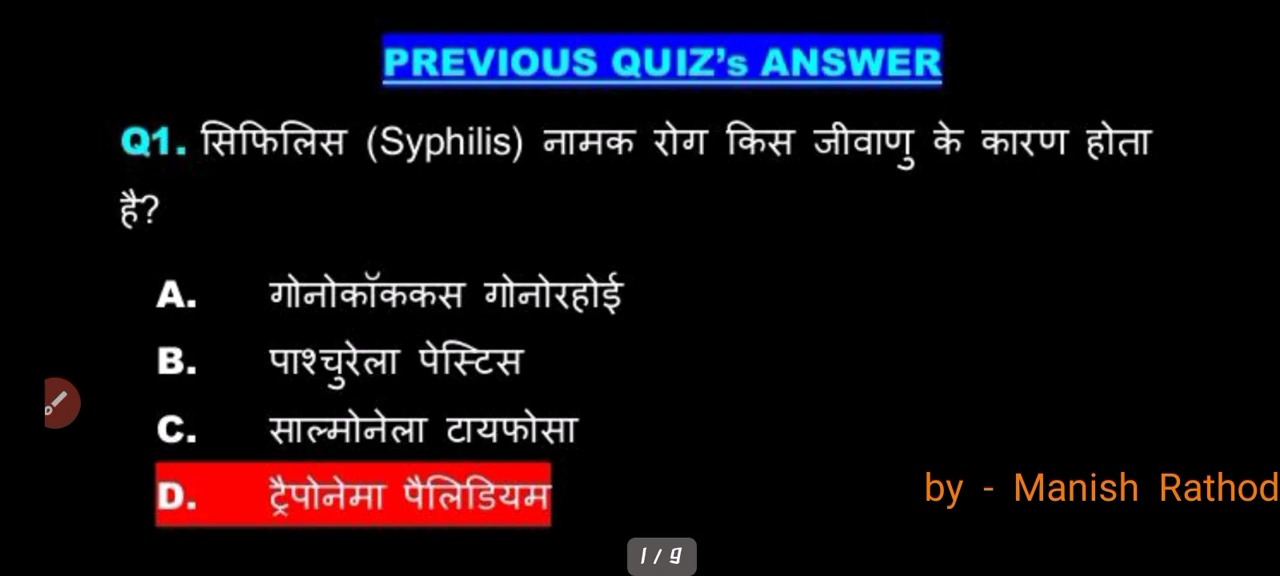 PREVIOUS QUIZ’s ANSWER
Q1. सिफिलिस (Syphilis) नामक रोग किस जीवाणु के कारण होता
है?
A. गोनोकॉककस गोनोरहोई
B. पाश्चुरेला पेस्टिस
C. साल्मोनेला टायफोसा
D. ट्रैपोनेमा पैलिडियम
by - Manish Rathod
1 / 9